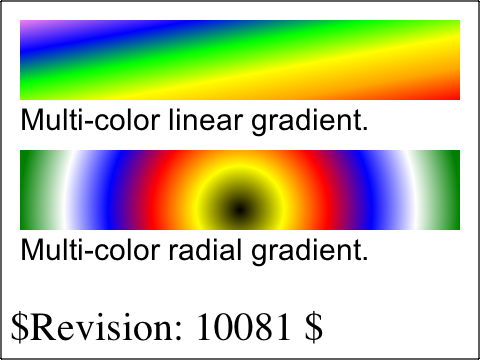 Multi-color linear gradient.
Multi-color radial gradient.
$Revision: 10081 $